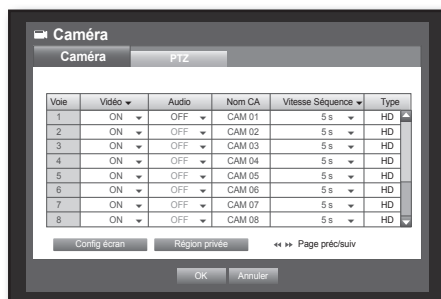 Caméra
Caméra PTZ
Voie Vidéo Audio Nom CA Vitesse Séquence Type
1 ON OFF CAM 01 5 s HD
2 ON OFF CAM 02 5 s HD
3 ON OFF CAM 03 5 s HD
4 ON OFF CAM 04 5 s HD
5 ON OFF CAM 05 5 s HD
6 ON OFF CAM 06 5 s HD
7 ON OFF CAM 07 5 s HD
8 ON OFF CAM 08 5 s HD
Config écran Région privée Page préc/suiv
OK Annuler